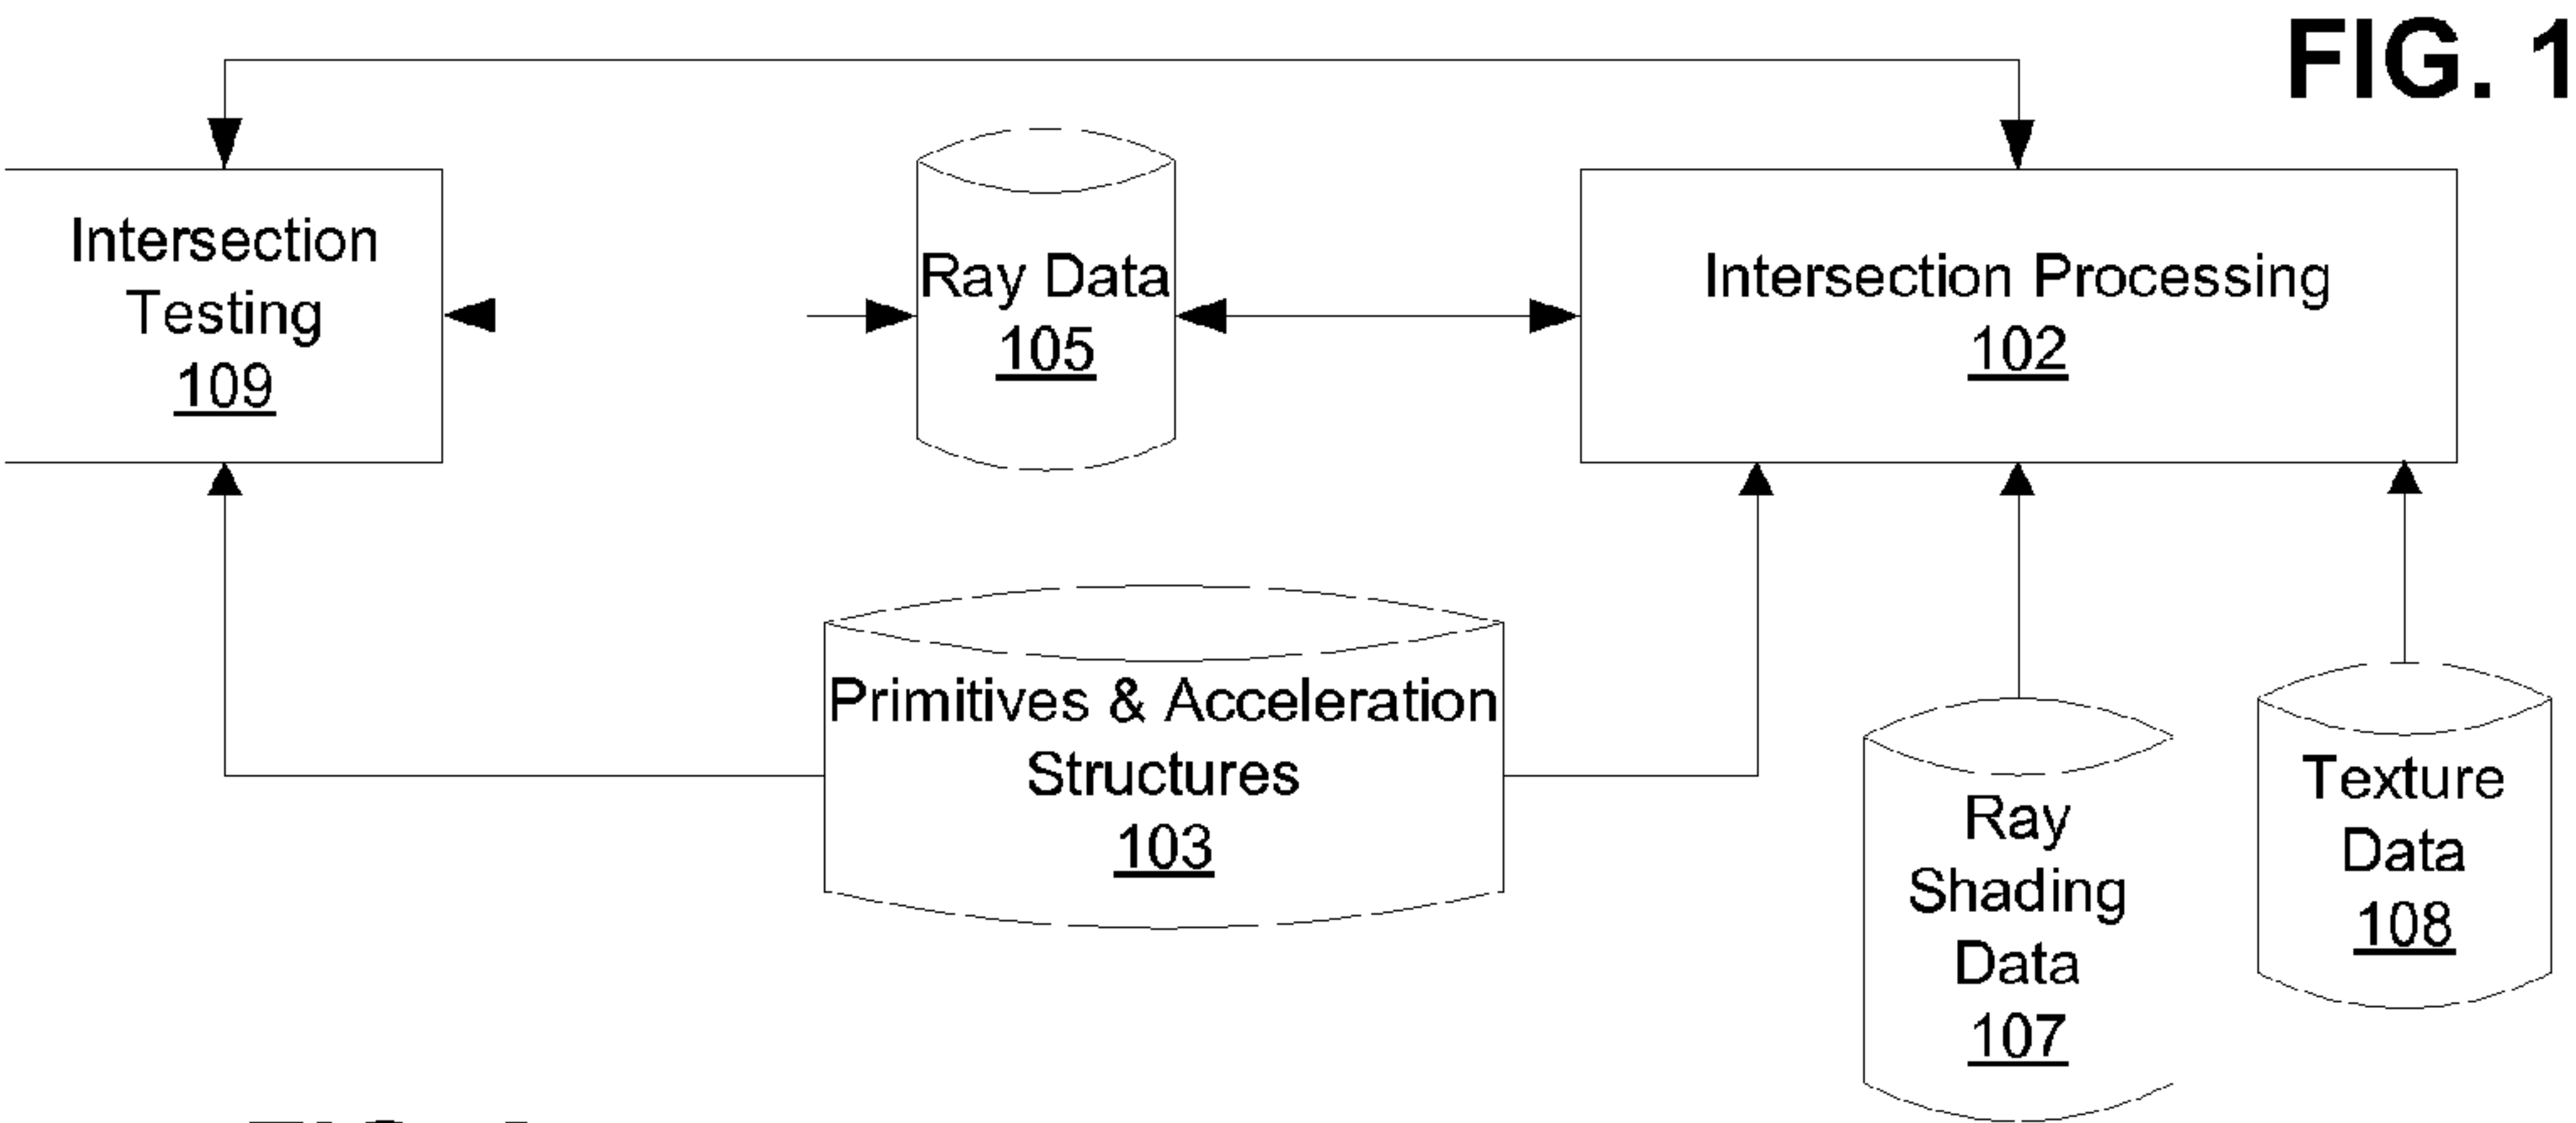 FIG. 1
Intersection
Testing
109
Ray Data
105
Intersection Processing
102
Primitives & Acceleration
Structures
103
Ray
Shading
Data
107
Texture
Data
108